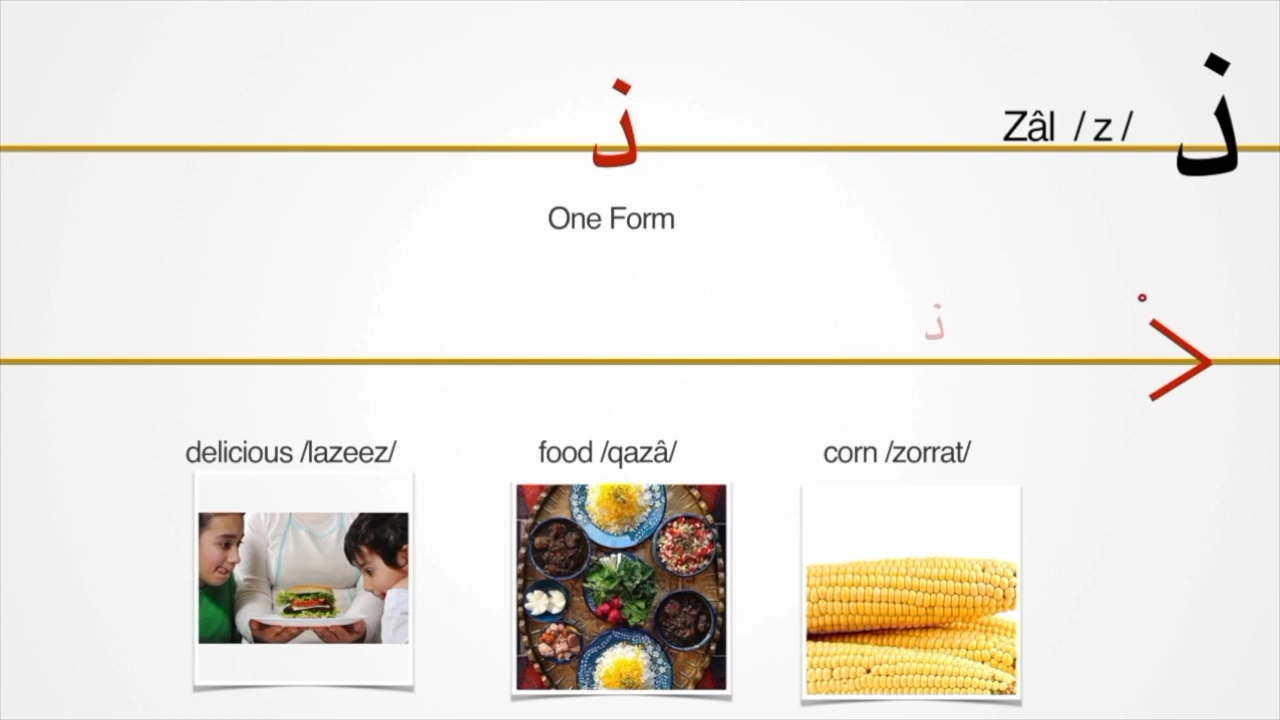 ذ
Zâl / z / ذ
One Form
ذ
delicious /lazeez/
food /qazâ/
corn /zorrat/